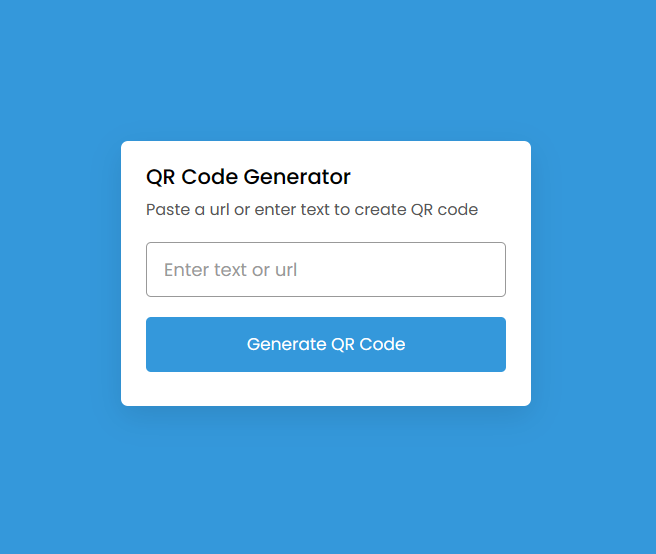 QR Code Generator
Paste a url or enter text to create QR code
Enter text or url
Generate QR Code